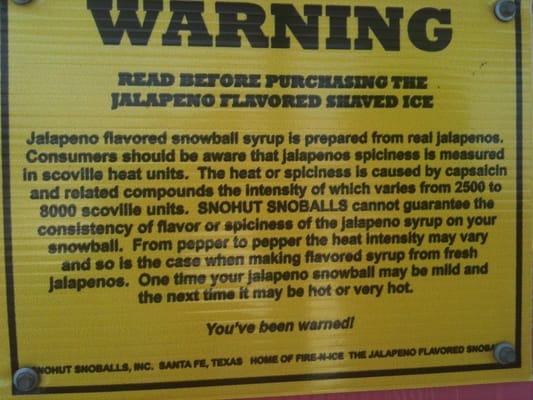 WARNING
READ BEFORE PURCHASING THE
JALAPENO FLAVORED SHAVED ICE
Jalapeno flavored snowball syrup is prepared from real jalapenos.
Consumers should be aware that jalapenos spiciness is measured
in scoville heat units. The heat or spiciness is caused by capsaicin
and related compounds the intensity of which varies from 2500 to
8000 scoville units. SNOHUT SNOBALLS cannot guarantee the
consistency of flavor or spiciness of the jalapeno syrup on your
snowball. From pepper to pepper the heat intensity may vary
and so is the case when making flavored syrup from fresh
jalapenos. One time your jalapeno snowball may be mild and
the next time it may be hot or very hot.
You've been warned!
SNOHUT SNOBALLS, INC. SANTA FE, TEXAS HOME OF FIRE-N-ICE THE JALAPENO FLAVORED SNOBA